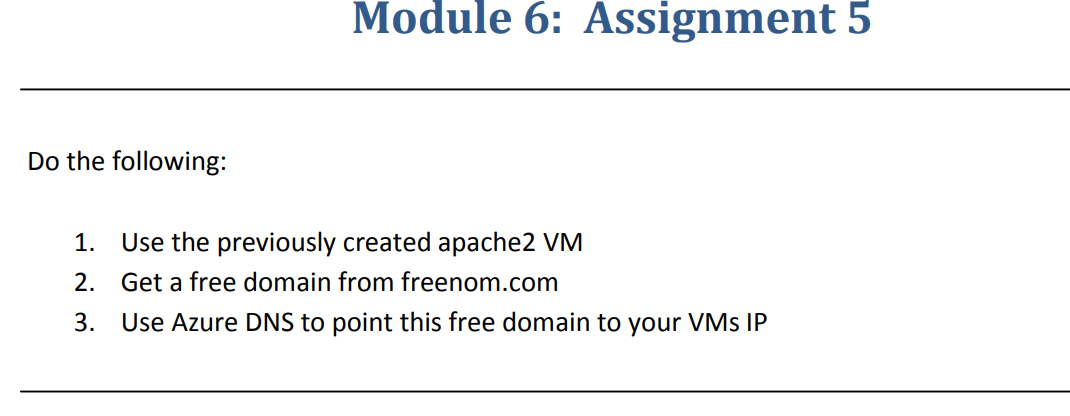 Module 6: Assignment 5
Do the following:
1. Use the previously created apache2 VM
2. Get a free domain from freenom.com
3. Use Azure DNS to point this free domain to your VMs IP